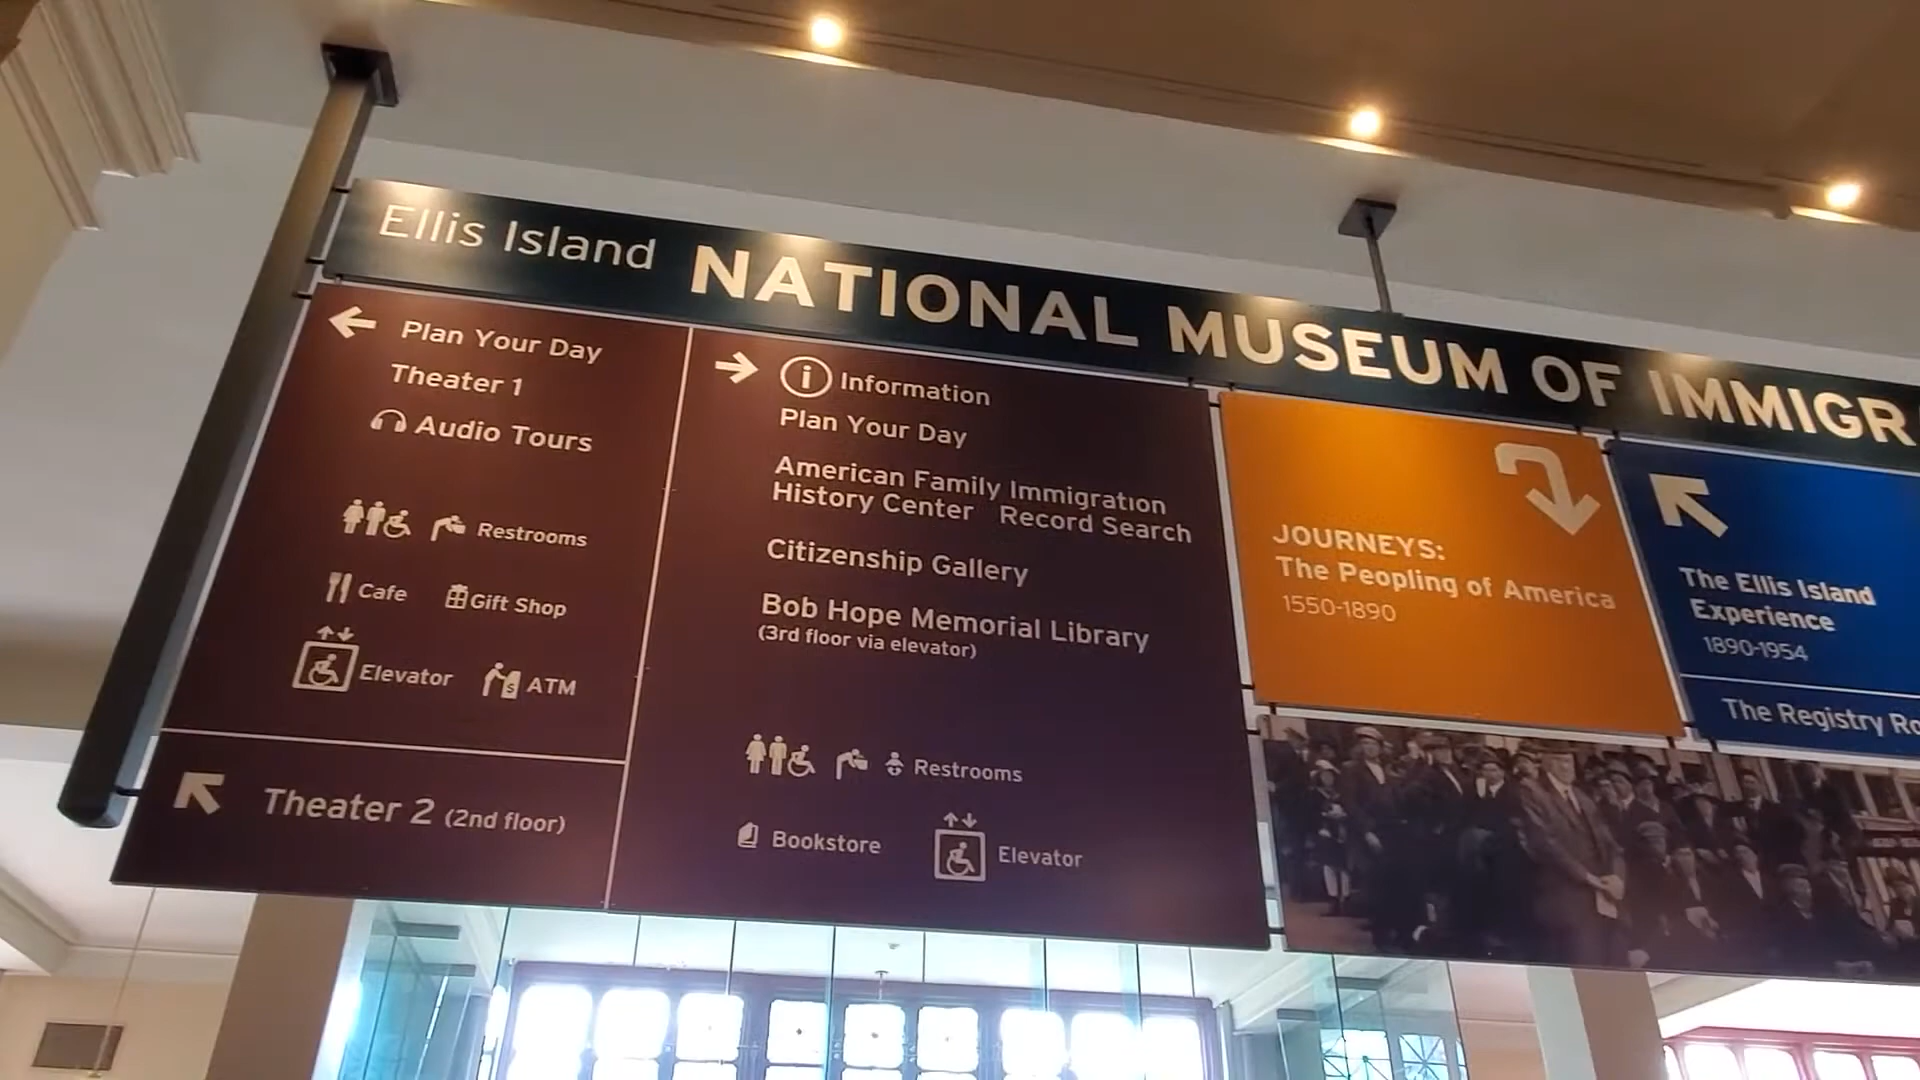 Ellis Island NATIONAL MUSEUM OF
Plan Your Day
Theater 1
Audio Tours
Restrooms
Cafe Gift Shop
Elevator ATM
Theater 2 (2nd floor)
Information
Plan Your Day
American Family Immigration
History Center Record Search
Citizenship Gallery
Bob Hope Memorial Library
(3rd floor via elevator)
Restrooms
Bookstore Elevator
JOURNEYS:
The Peopling of America
1550-1890
The Ellis Island
Experience
1890-1954
The Registry